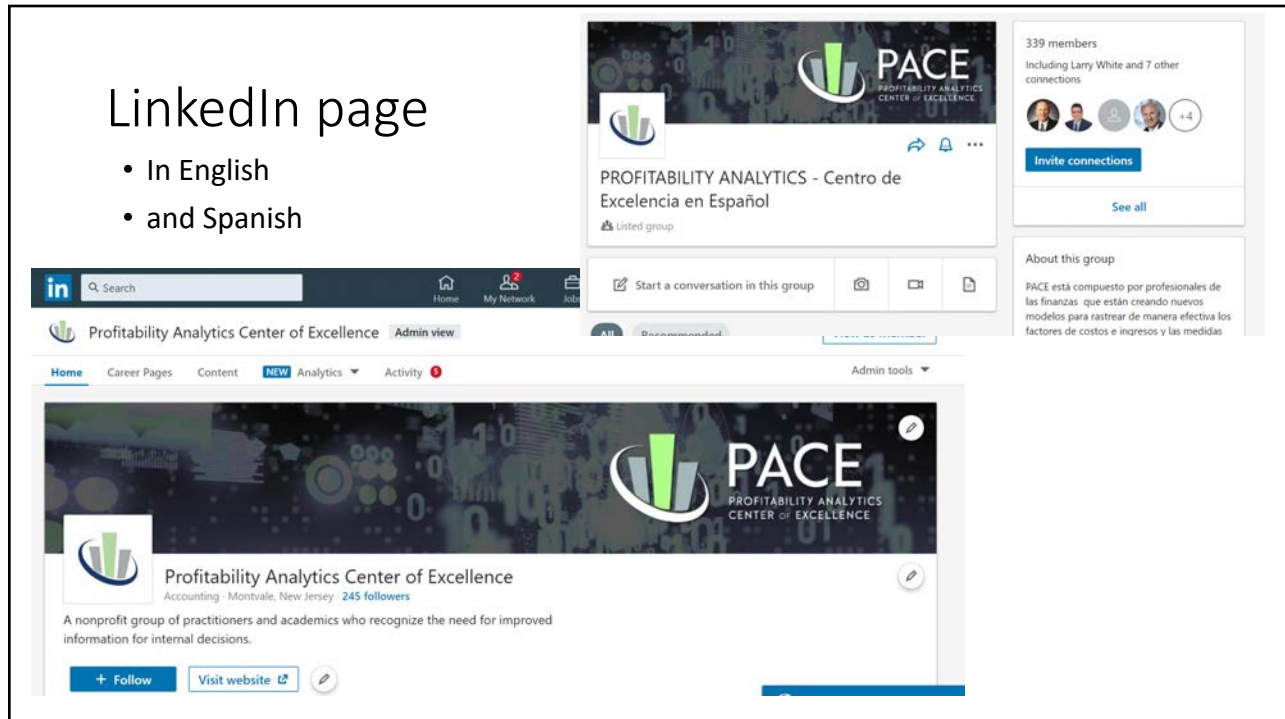 LinkedIn page
• In English
• and Spanish
PACE
PROFITABILITY ANALYTICS
CENTER OF EXCELLENCE
PROFITABILITY ANALYTICS - Centro de
Excelencia en Español
Listed group
Start a conversation in this group
All Recommended
339 members
Including Larry White and 7 other
connections
+4
Invite connections
See all
About this group
PACE está compuesto por profesionales de
las finanzas que están creando nuevos
modelos para rastrear de manera efectiva los
factores de costos e ingresos y las medidas
in Search
Home
2
My Network
Profitability Analytics Center of Excellence Admin view
Home Career Pages Content NEW Analytics Activity 5 Admin tools
PACE
PROFITABILITY ANALYTICS
CENTER OF EXCELLENCE
Profitability Analytics Center of Excellence
Accounting · Montvale, New Jersey · 245 followers
A nonprofit group of practitioners and academics who recognize the need for improved
information for internal decisions.
+ Follow
Visit website